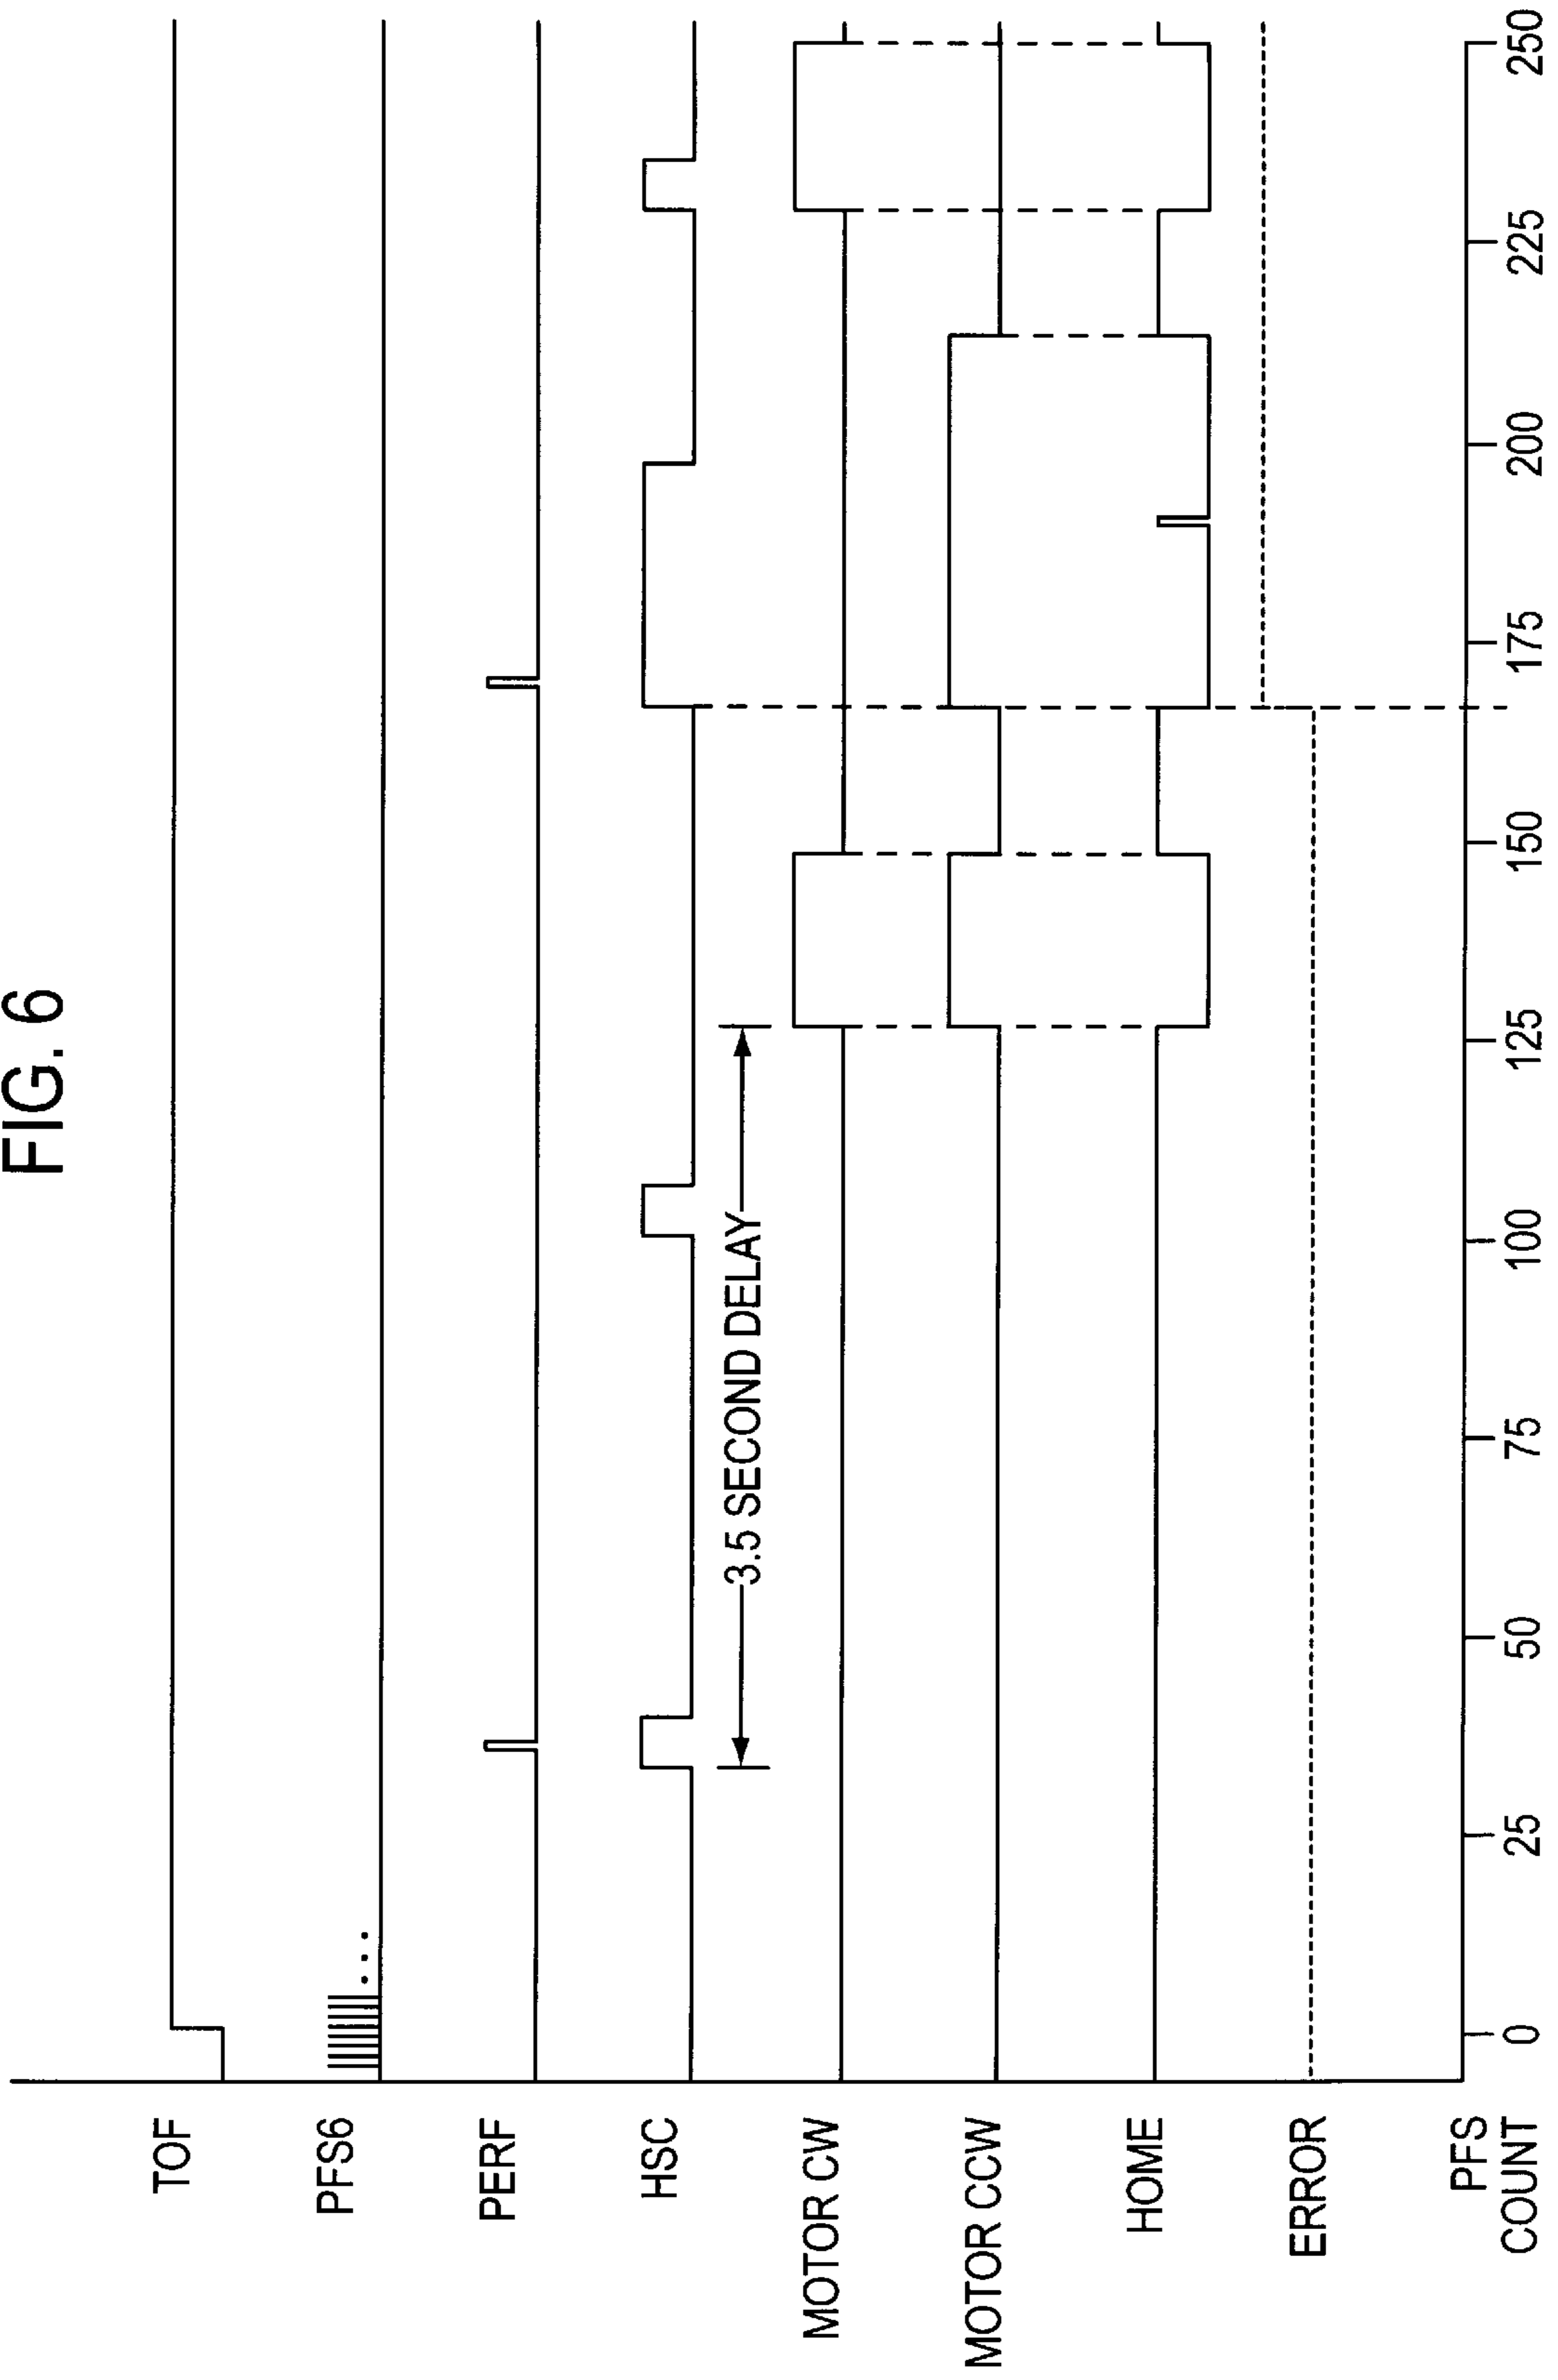 FIG. 6
TOF
PFS6
PERF
HSC
3.5 SECOND DELAY
MOTOR CW
MOTOR CCW
HOME
ERROR
PFS
COUNT
0 25 50 75 100 125 150 175 200 225 250